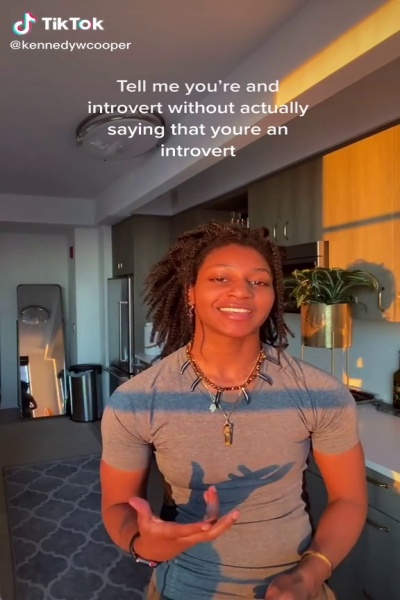 TikTok
@kennedywcooper
Tell me you're and
introvert without actually
saying that youre an
introvert